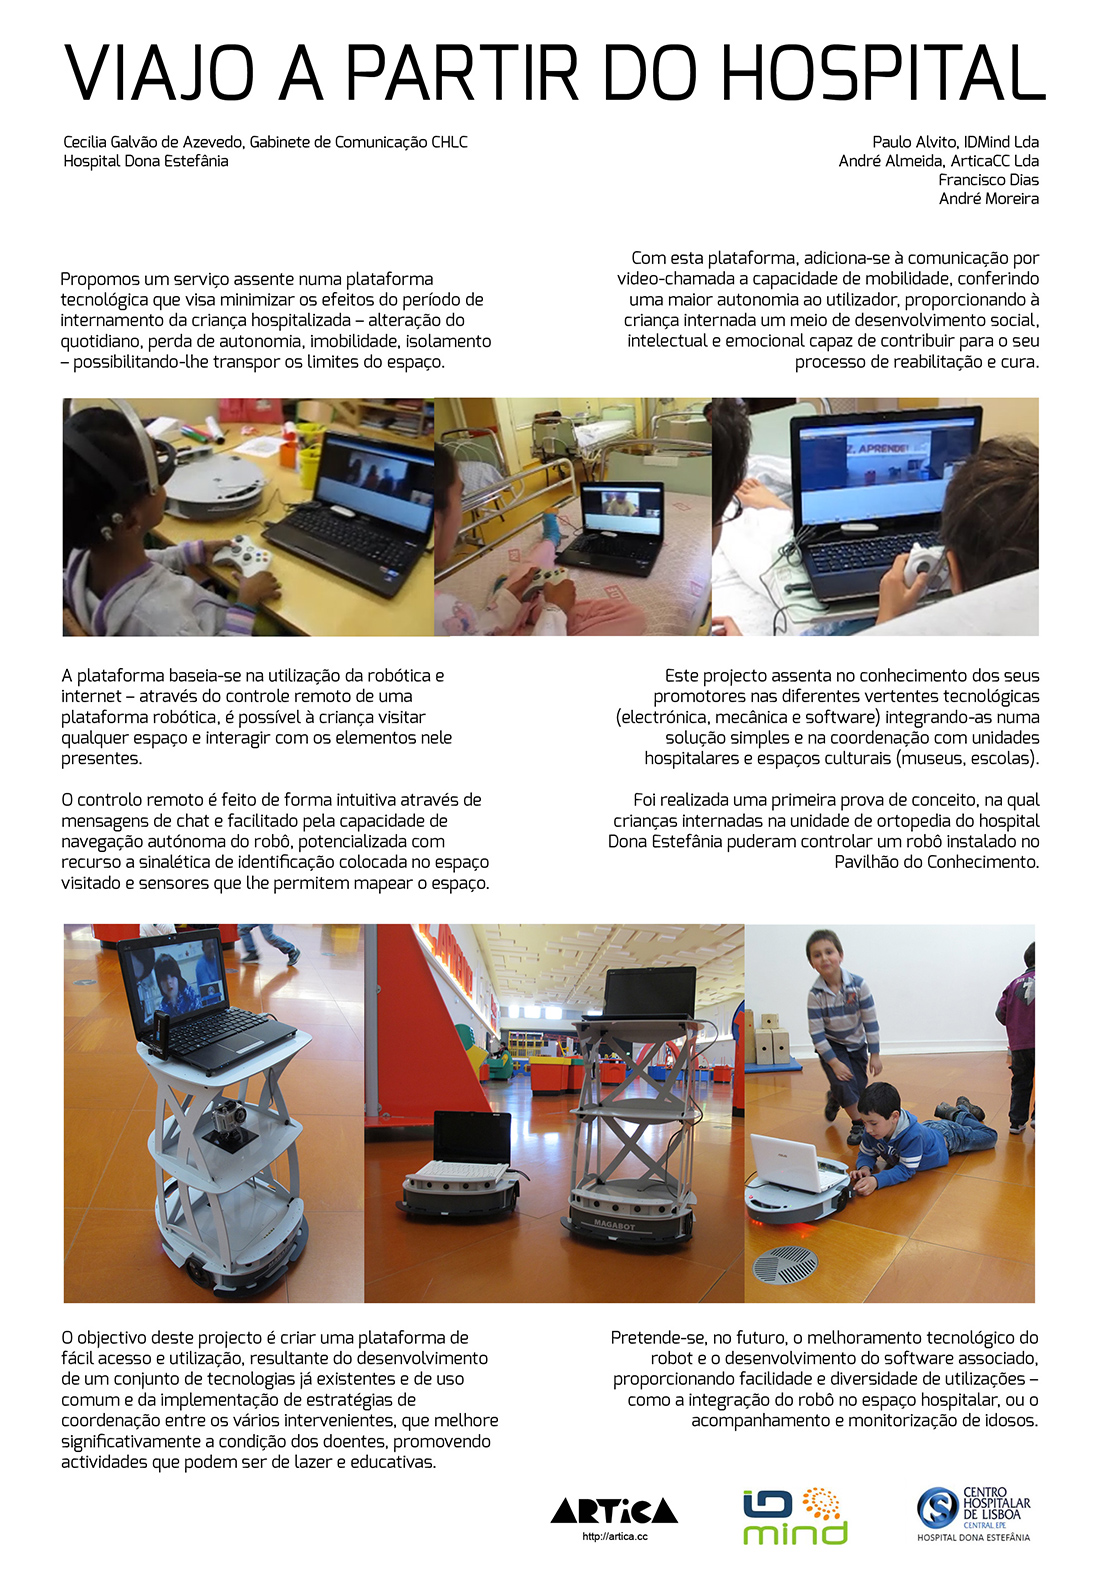 VIAJO A PARTIR DO HOSPITAL
Cecilia Galvão de Azevedo, Gabinete de Comunicação CHLC
Hospital Dona Estefânia
Paulo Alvito, IDMind Lda
André Almeida, ArticaCC Lda
Francisco Dias
André Moreira
Propomos um serviço assente numa plataforma
tecnológica que visa minimizar os efeitos do período de
internamento da criança hospitalizada – alteração do
quotidiano, perda de autonomia, imobilidade, isolamento
– possibilitando-lhe transpor os limites do espaço.
Com esta plataforma, adiciona-se à comunicação por
video-chamada a capacidade de mobilidade, conferindo
uma maior autonomia ao utilizador, proporcionando à
criança internada um meio de desenvolvimento social,
intelectual e emocional capaz de contribuir para o seu
processo de reabilitação e cura.
Z, APRENDE!
A plataforma baseia-se na utilização da robótica e
internet – através do controle remoto de uma
plataforma robótica, é possível à criança visitar
qualquer espaço e interagir com os elementos nele
presentes.
O controlo remoto é feito de forma intuitiva através de
mensagens de chat e facilitado pela capacidade de
navegação autónoma do robô, potencializada com
recurso a sinalética de identificação colocada no espaço
visitado e sensores que lhe permitem mapear o espaço.
Este projecto assenta no conhecimento dos seus
promotores nas diferentes vertentes tecnológicas
(electrónica, mecânica e software) integrando-as numa
solução simples e na coordenação com unidades
hospitalares e espaços culturais (museus, escolas).
Foi realizada uma primeira prova de conceito, na qual
crianças internadas na unidade de ortopedia do hospital
Dona Estefânia puderam controlar um robô instalado no
Pavilhão do Conhecimento.
MAGABOT
O objectivo deste projecto é criar uma plataforma de
fácil acesso e utilização, resultante do desenvolvimento
de um conjunto de tecnologias já existentes e de uso
comum e da implementação de estratégias de
coordenação entre os vários intervenientes, que melhore
significativamente a condição dos doentes, promovendo
actividades que podem ser de lazer e educativas.
Pretende-se, no futuro, o melhoramento tecnológico do
robot e o desenvolvimento do software associado,
proporcionando facilidade e diversidade de utilizações –
como a integração do robô no espaço hospitalar, ou o
acompanhamento e monitorização de idosos.
ARTiCA
http://artica.cc
iD
mind
CENTRO
HOSPITALAR
DE LISBOA
CENTRAL EPE
HOSPITAL DONA ESTEFÂNIA